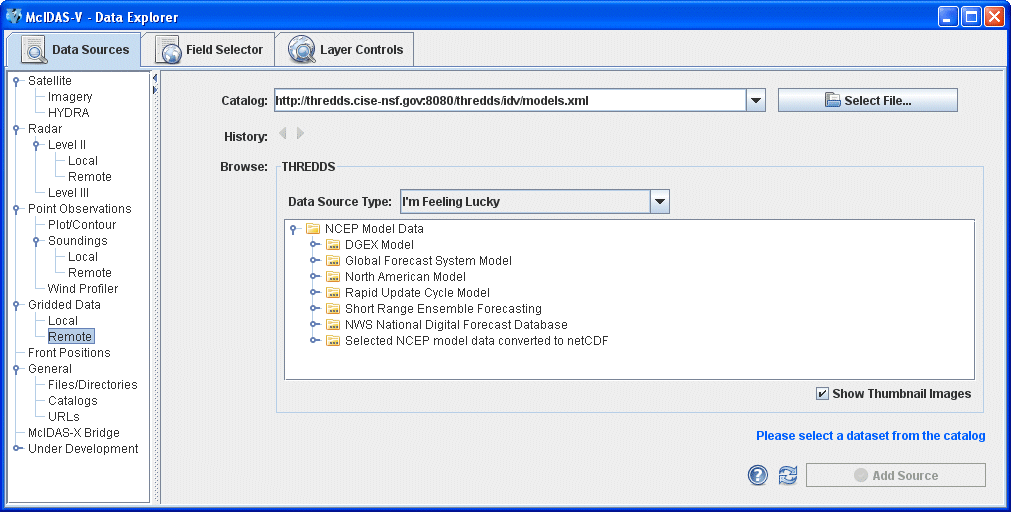 McIDAS-V - Data Explorer
Data Sources
Field Selector
Layer Controls
Satellite
Imagery
HYDRA
Radar
Level II
Local
Remote
Level III
Point Observations
Plot/Contour
Soundings
Local
Remote
Wind Profiler
Gridded Data
Local
Remote
Front Positions
General
Files/Directories
Catalogs
URLs
McIDAS-X Bridge
Under Development
Catalog: http://thredds.cise-nsf.gov:8080/thredds/idv/models.xml Select File...
History:
Browse: THREDDS
Data Source Type: I'm Feeling Lucky
NCEP Model Data
DGEX Model
Global Forecast System Model
North American Model
Rapid Update Cycle Model
Short Range Ensemble Forecasting
NWS National Digital Forecast Database
Selected NCEP model data converted to netCDF
Show Thumbnail Images
Please select a dataset from the catalog
? Add Source